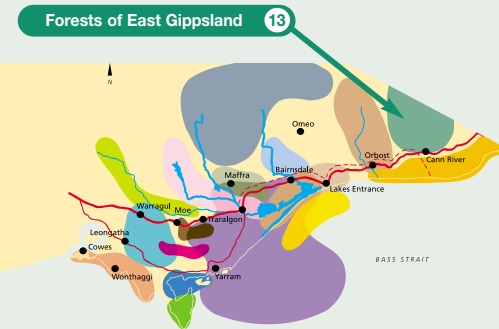 Forests of East Gippsland 13
N
Omeo
Orbost
Cann River
Bairnsdale
Maffra
Lakes Entrance
Warragul
Moe
Traralgon
Leongatha
Cowes
BASS STRAIT
Wonthaggi
Yarram